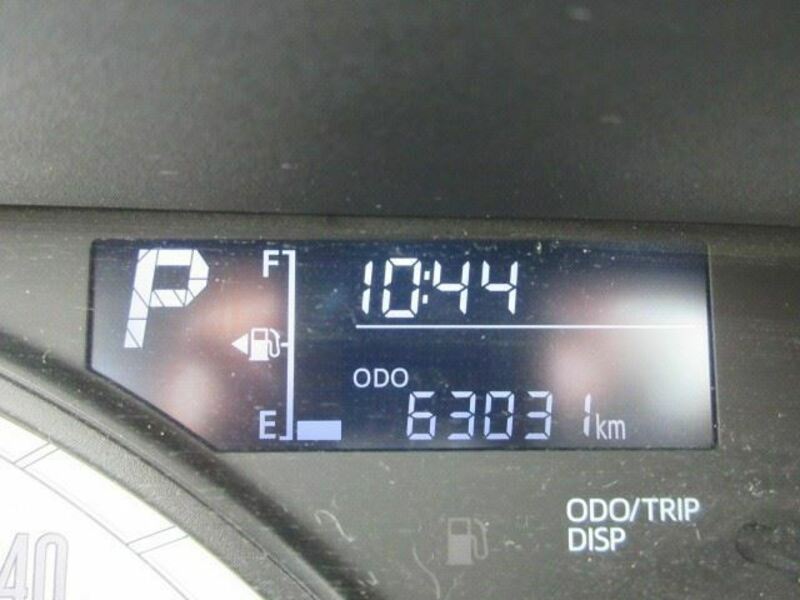 P
F
10:44
ODO
E
63031km
ODO/TRIP
DISP
40